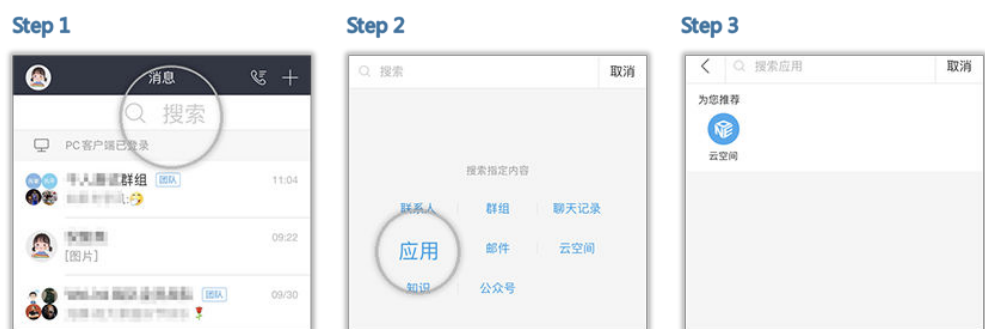 Step 1
消息
搜索
PC客户端已登录
群组 团队
11:04
09:22
[图片]
团队
09/30
Step 2
搜索 取消
搜索指定内容
联系人 群组 聊天记录
应用 邮件 云空间
知识 公众号
Step 3
搜索应用 取消
为您推荐
云空间